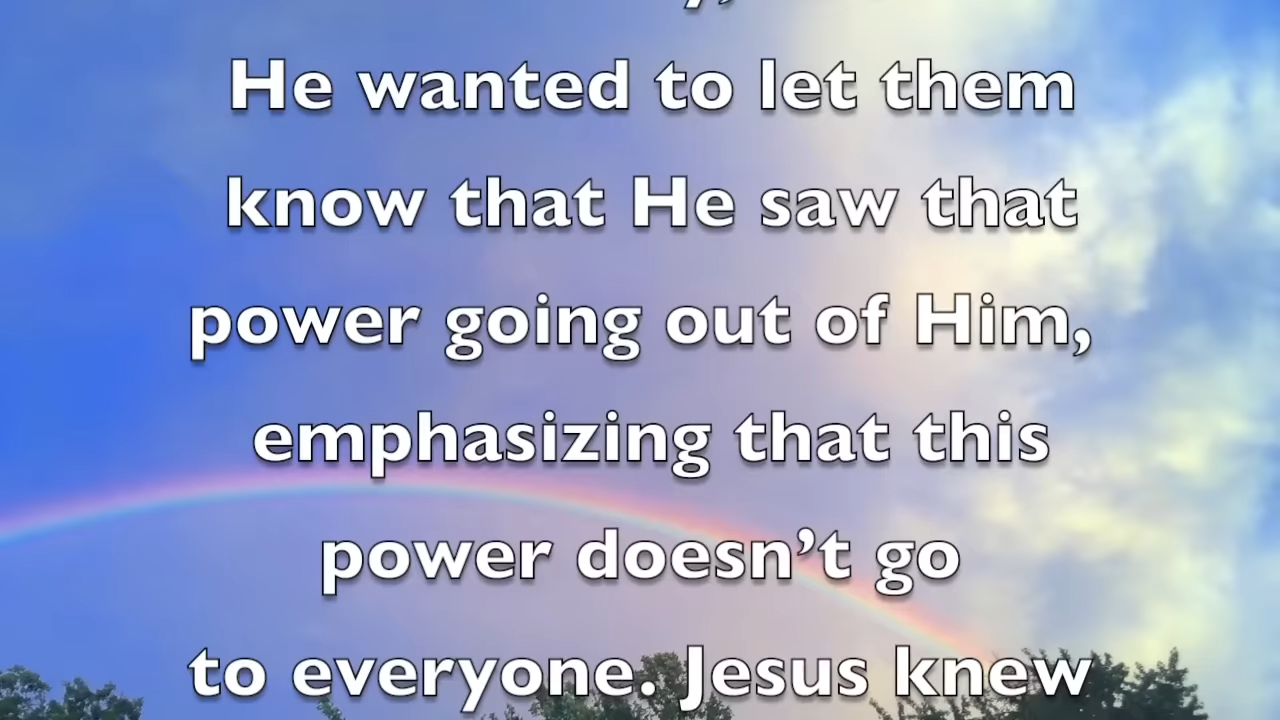 He wanted to let them
know that He saw that
power going out of Him,
emphasizing that this
power doesn’t go
to everyone. Jesus knew